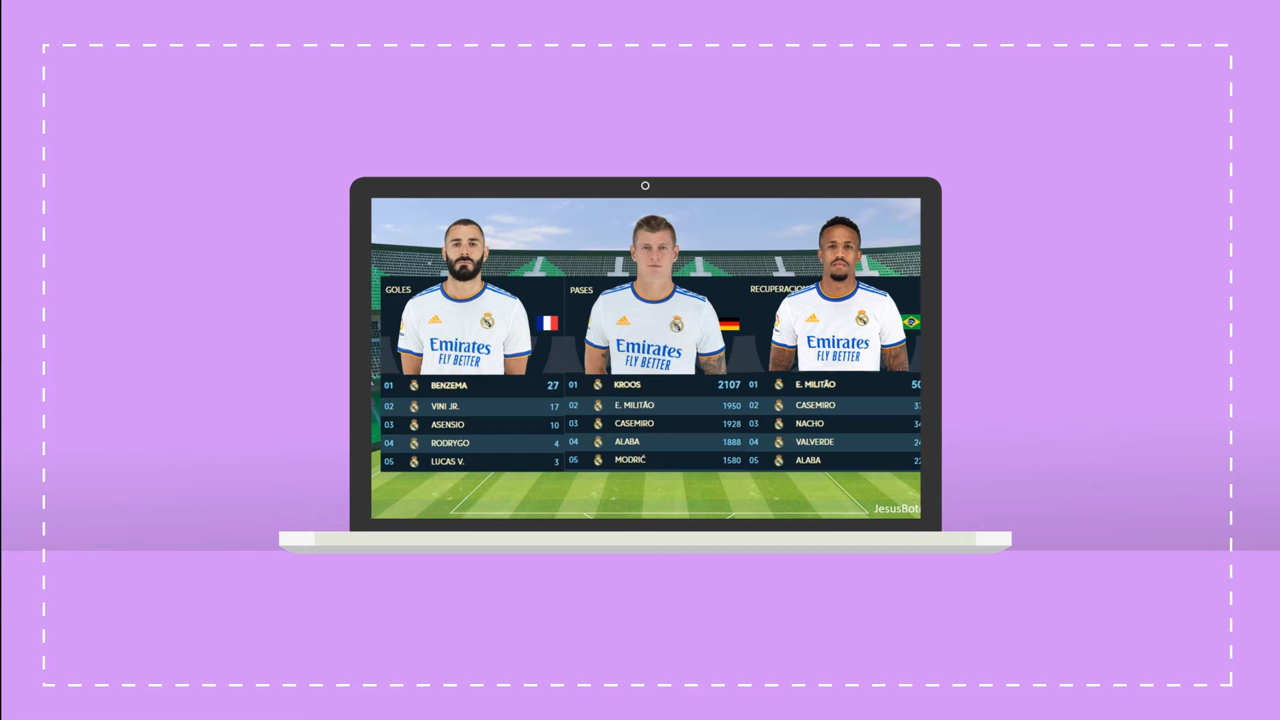 GOLES
Emirates
FLY BETTER
01 BENZEMA 27
02 VINI JR. 17
03 ASENSIO 10
04 RODRYGO 4
05 LUCAS V. 3
PASES
Emirates
FLY BETTER
01 KROOS 2107
02 E. MILITÃO 1950
03 CASEMIRO 1928
04 ALABA 1888
05 MODRIĆ 1580
RECUPERACION
Emirates
FLY BETTER
01 E. MILITÃO
02 CASEMIRO
03 NACHO
04 VALVERDE
05 ALABA
JesusBot